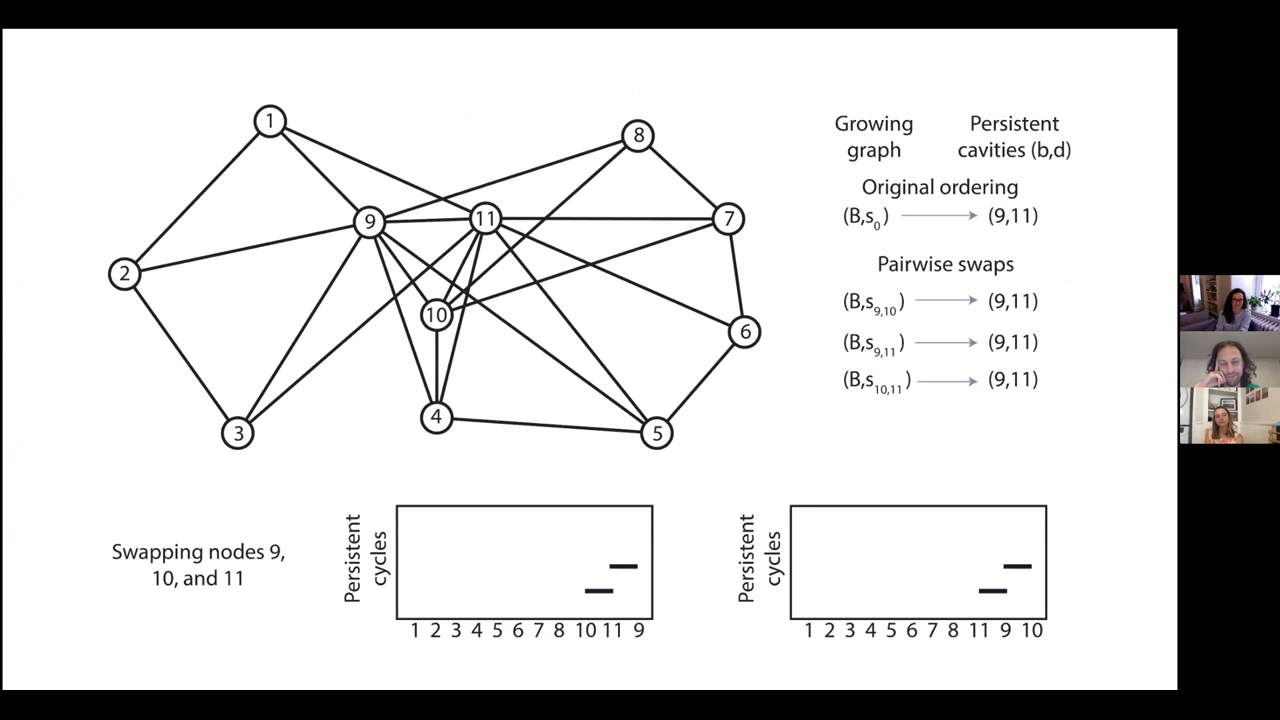 1
8
9
11
7
2
10
6
4
3
5
Growing graph
Persistent cavities (b,d)
Original ordering
(B,s0) (9,11)
Pairwise swaps
(B,s9,10) (9,11)
(B,s9,11) (9,11)
(B,s10,11) (9,11)
Swapping nodes 9,
10, and 11
Persistent
cycles
1 2 3 4 5 6 7 8 10 11 9
Persistent
cycles
1 2 3 4 5 6 7 8 11 9 10